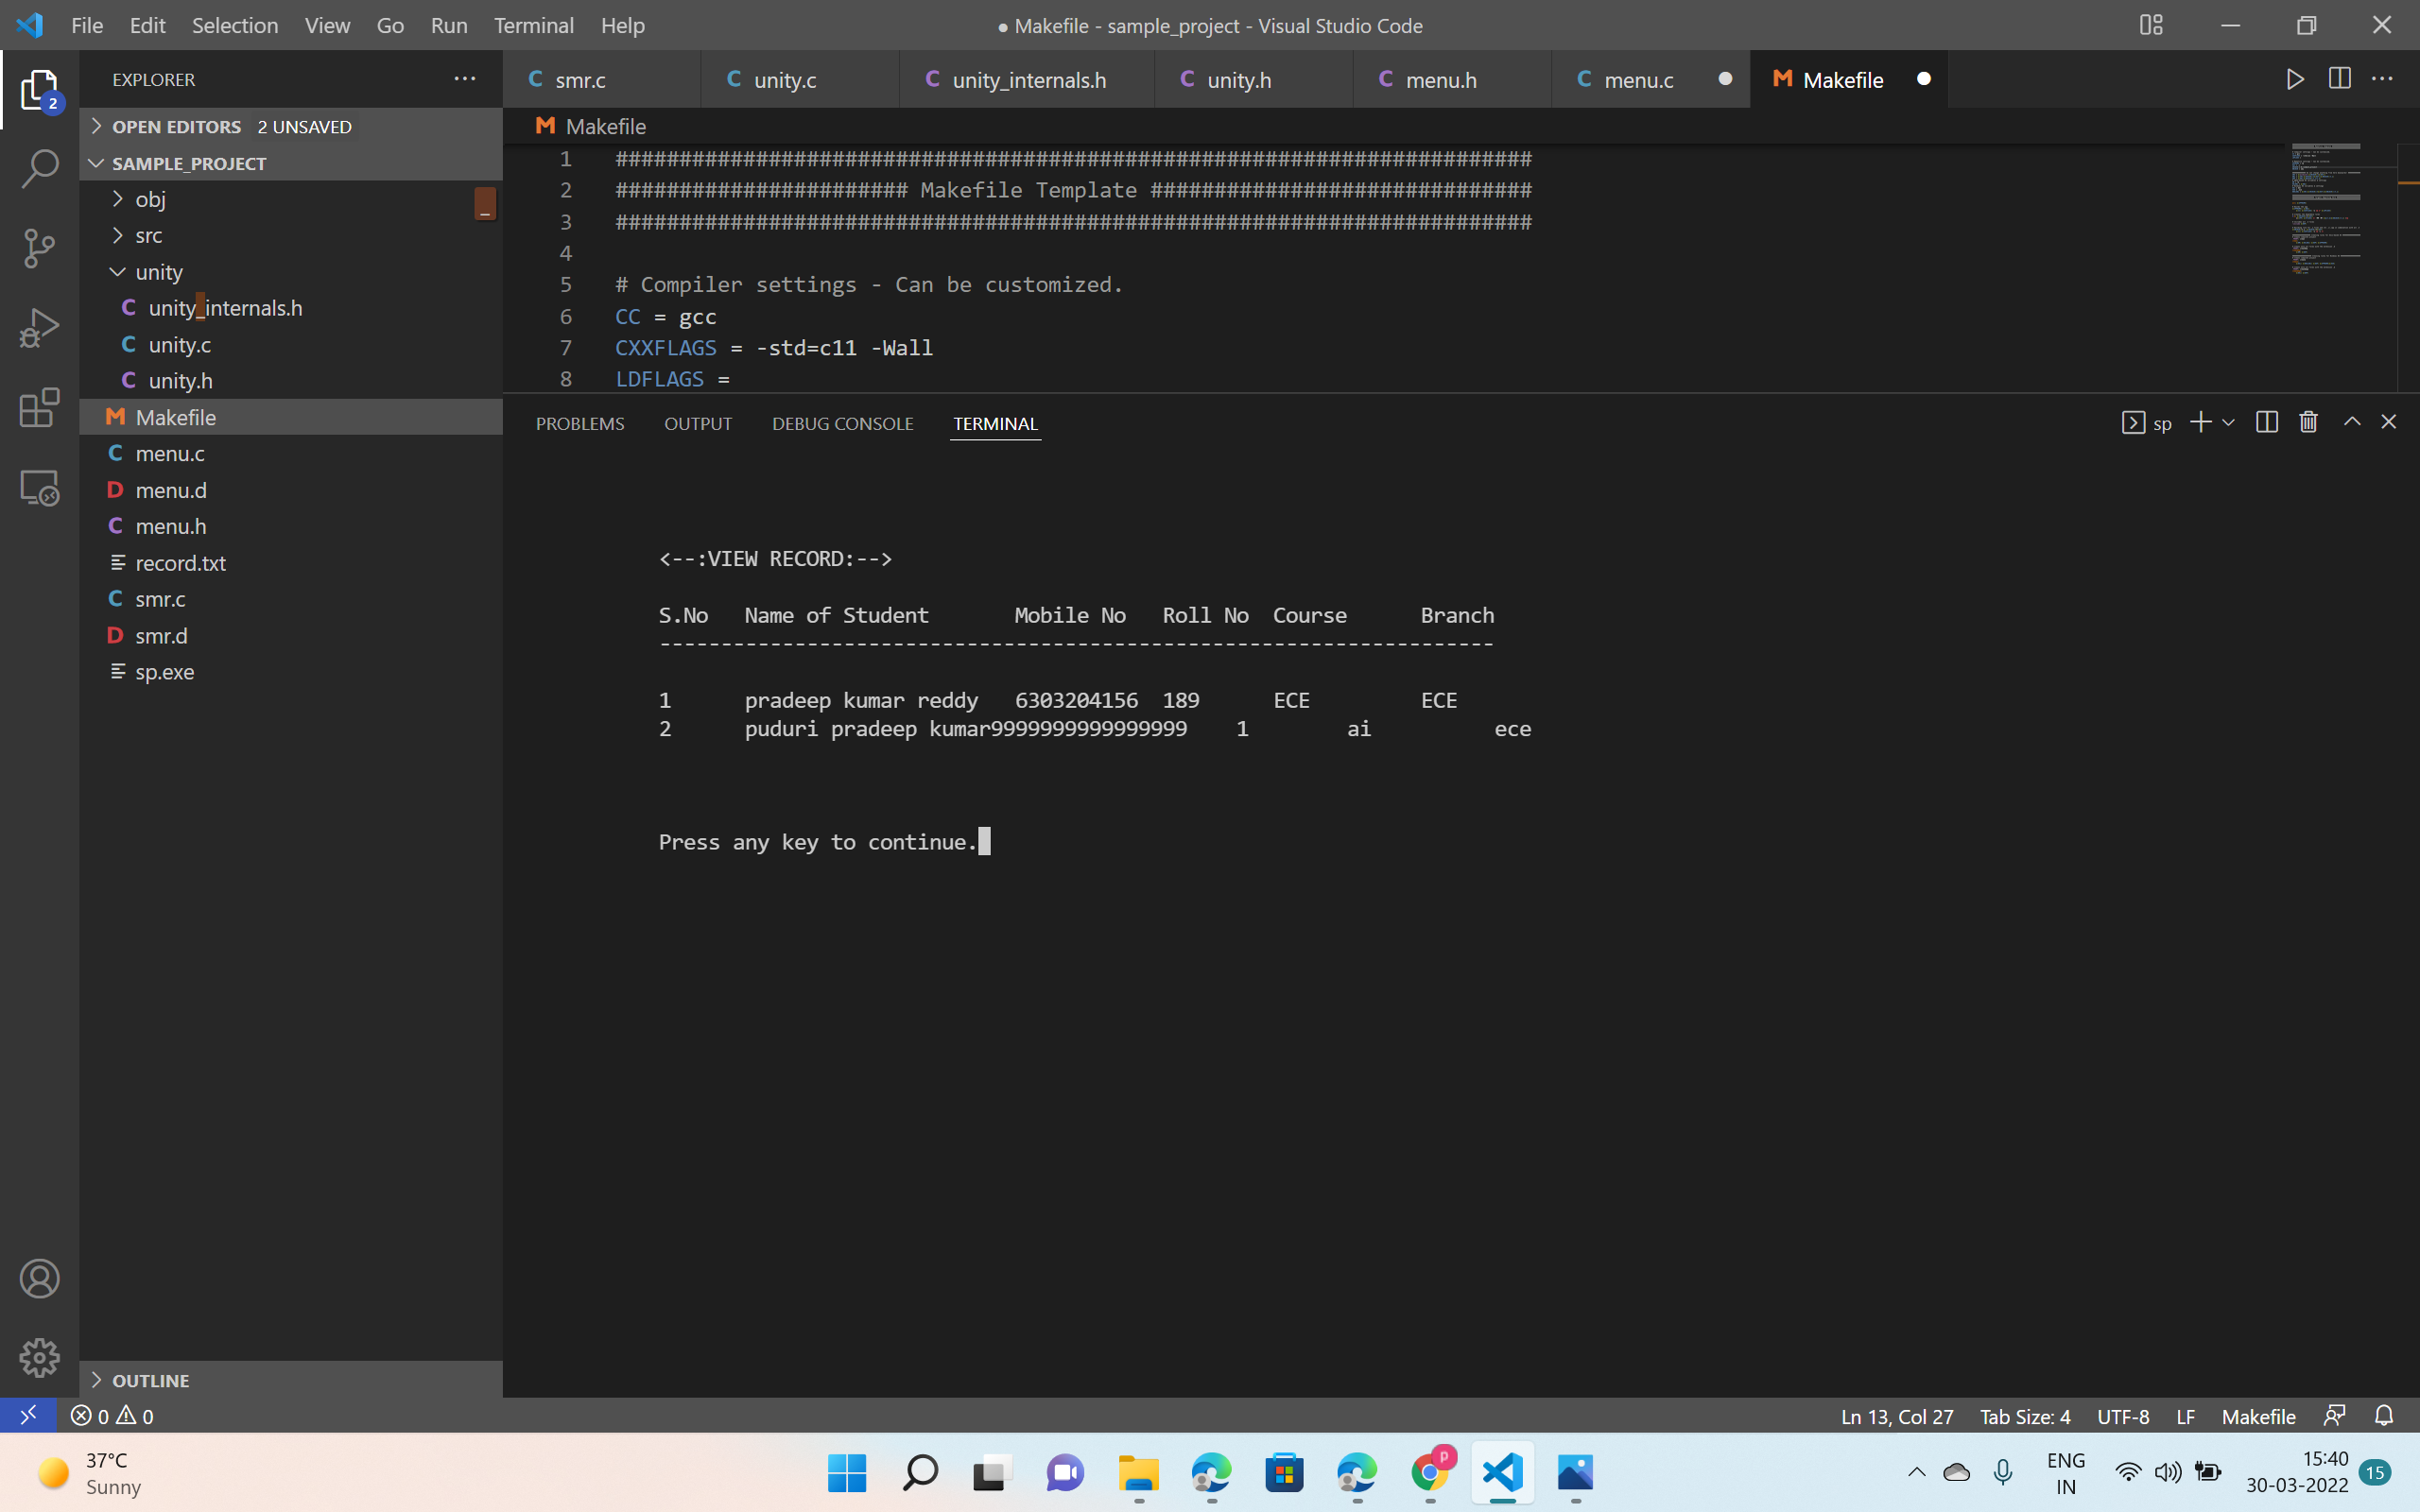 File Edit Selection View Go Run Terminal Help
● Makefile - sample_project - Visual Studio Code
EXPLORER
OPEN EDITORS 2 UNSAVED
SAMPLE_PROJECT
obj
src
unity
C unity_internals.h
C unity.c
C unity.h
M Makefile
C menu.c
D menu.d
C menu.h
record.txt
C smr.c
D smr.d
sp.exe
OUTLINE
2
C smr.c C unity.c C unity_internals.h C unity.h C menu.h C menu.c M Makefile
M Makefile
1 ########################################################################
2 ####################### Makefile Template ##############################
3 ########################################################################
4
5 # Compiler settings - Can be customized.
6 CC = gcc
7 CXXFLAGS = -std=c11 -Wall
8 LDFLAGS =
PROBLEMS OUTPUT DEBUG CONSOLE TERMINAL
sp
<--:VIEW RECORD:-->
S.No Name of Student Mobile No Roll No Course Branch
--------------------------------------------------------------------
1 pradeep kumar reddy 6303204156 189 ECE ECE
2 puduri pradeep kumar9999999999999999 1 ai ece
Press any key to continue.
0 0
Ln 13, Col 27 Tab Size: 4 UTF-8 LF Makefile
37°C
Sunny
P
ENG
IN
15:40
30-03-2022
15